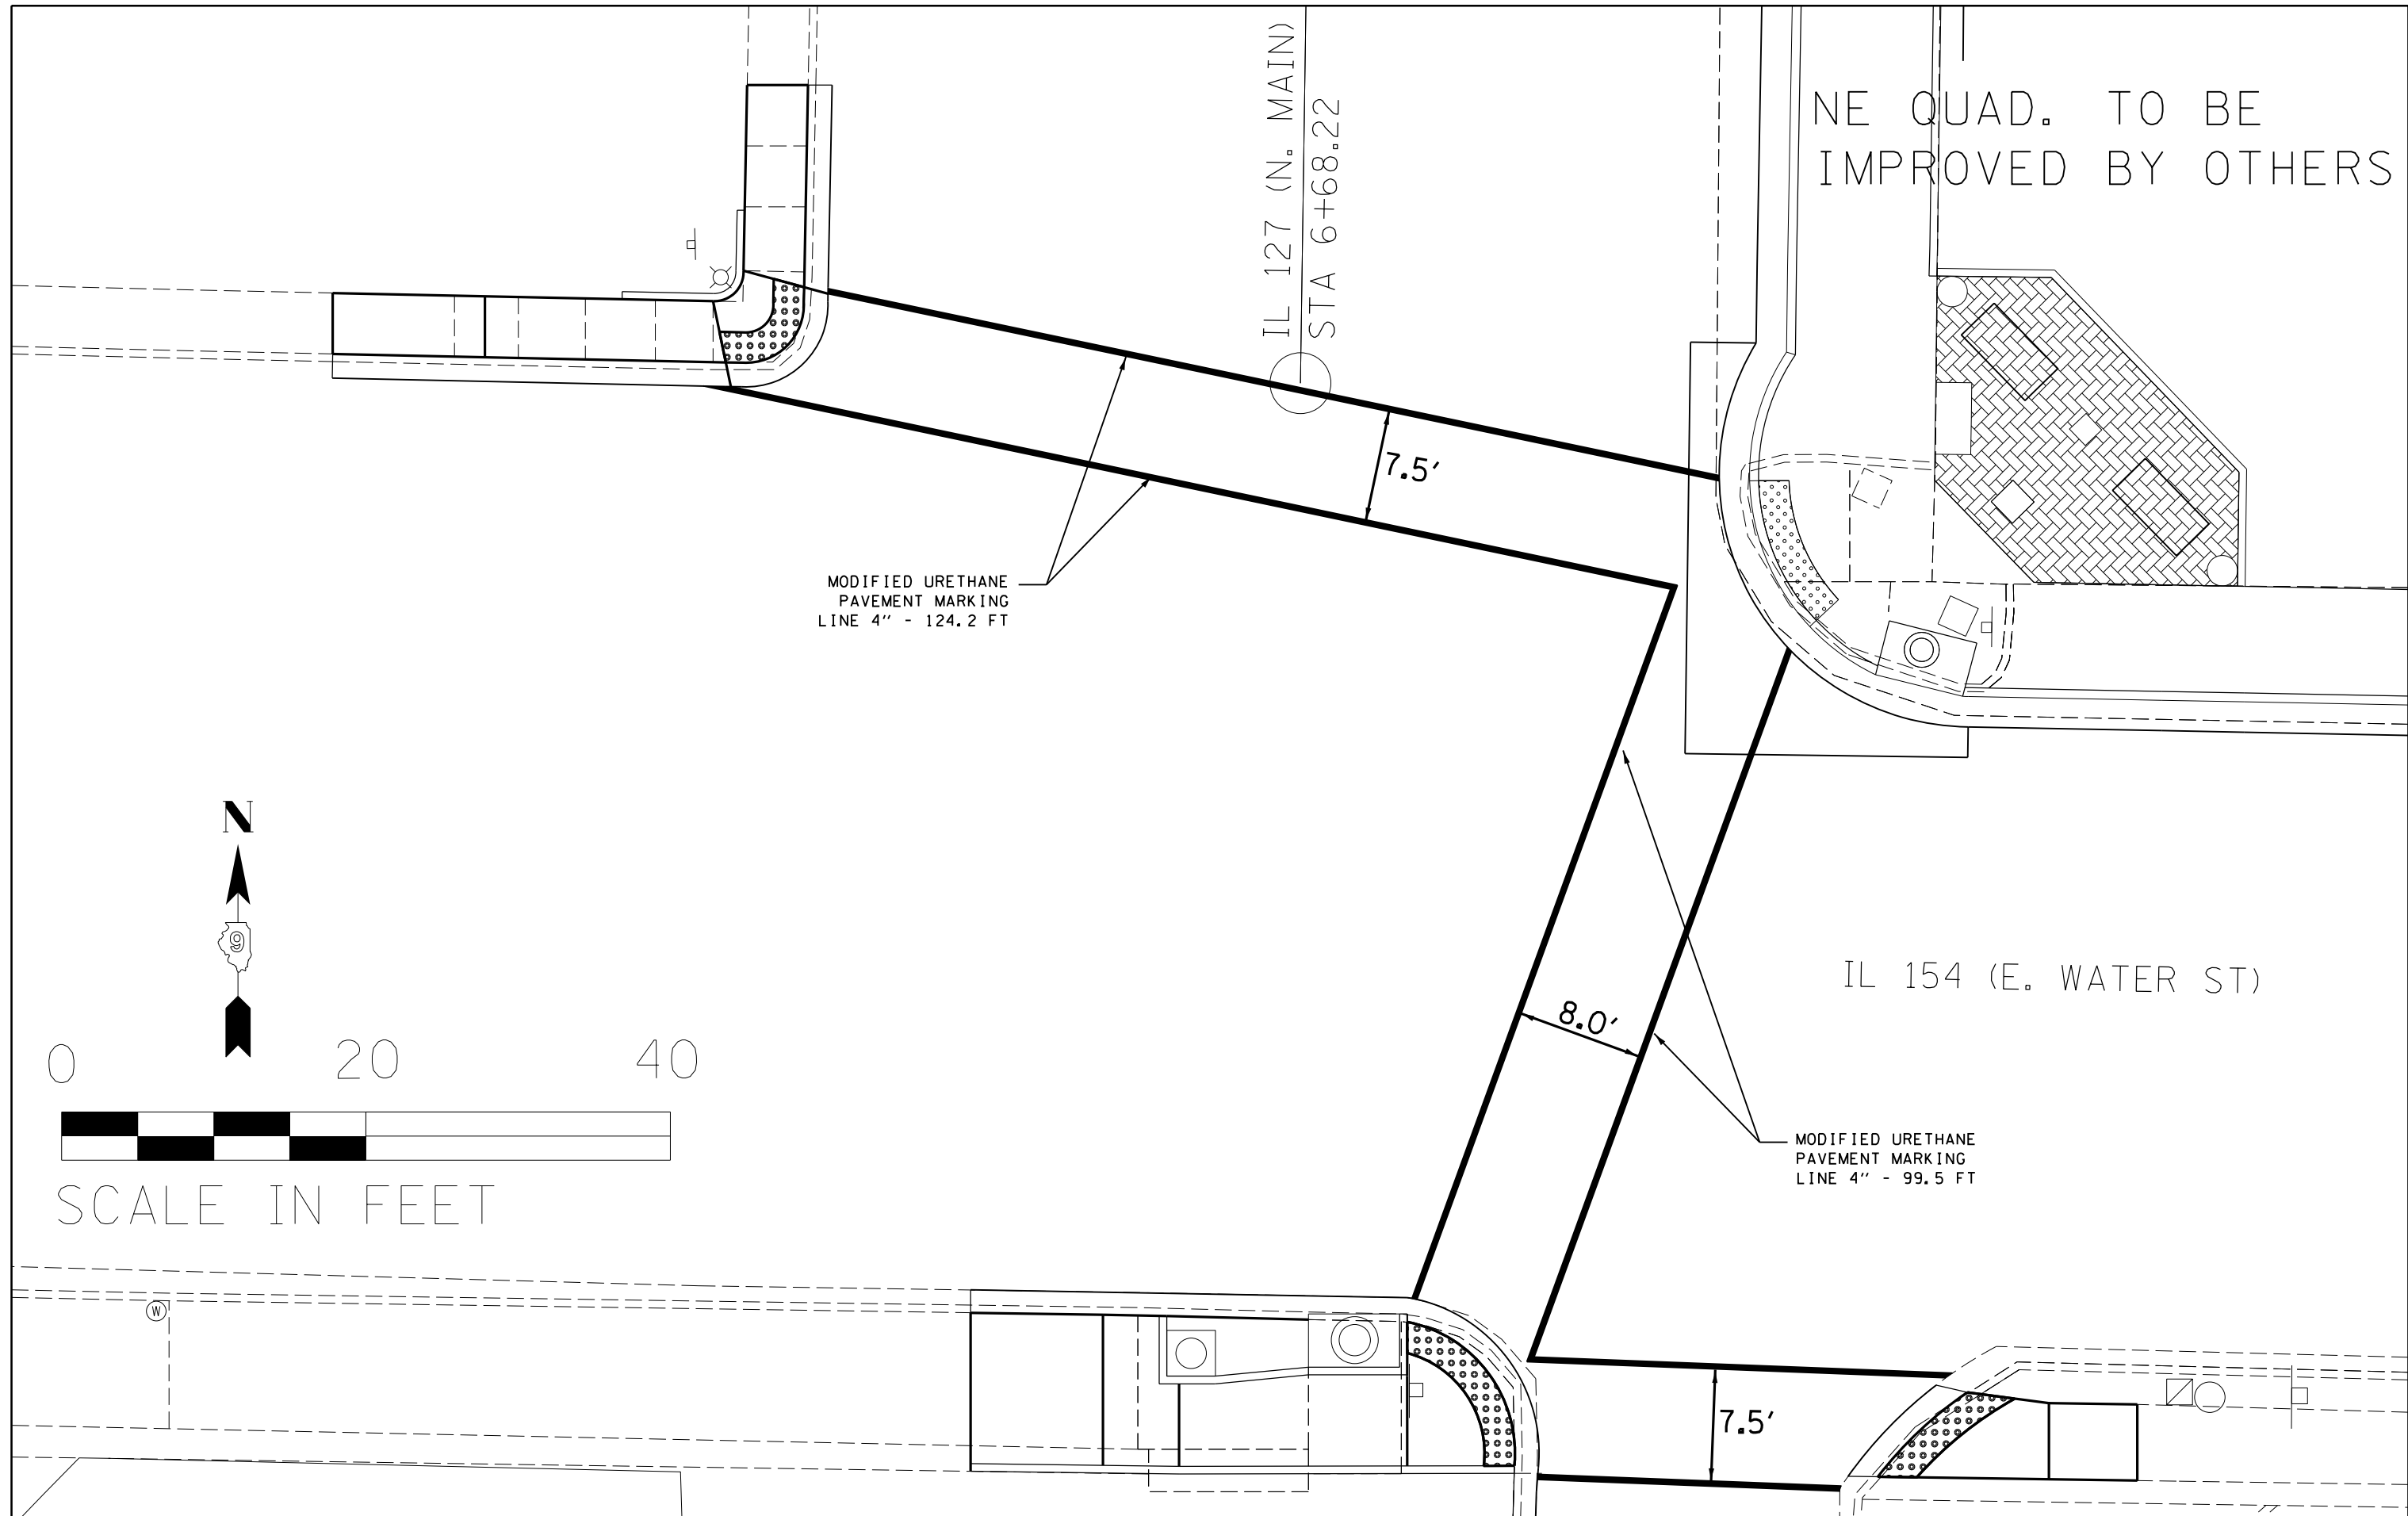 NE QUAD. TO BE
IMPROVED BY OTHERS
IL 127 (N. MAIN)
STA 6+68.22
7.5′
MODIFIED URETHANE
PAVEMENT MARKING
LINE 4″ - 124.2 FT
N
9
0 20 40
SCALE IN FEET
IL 154 (E. WATER ST)
8.0′
MODIFIED URETHANE
PAVEMENT MARKING
LINE 4″ - 99.5 FT
W
7.5′